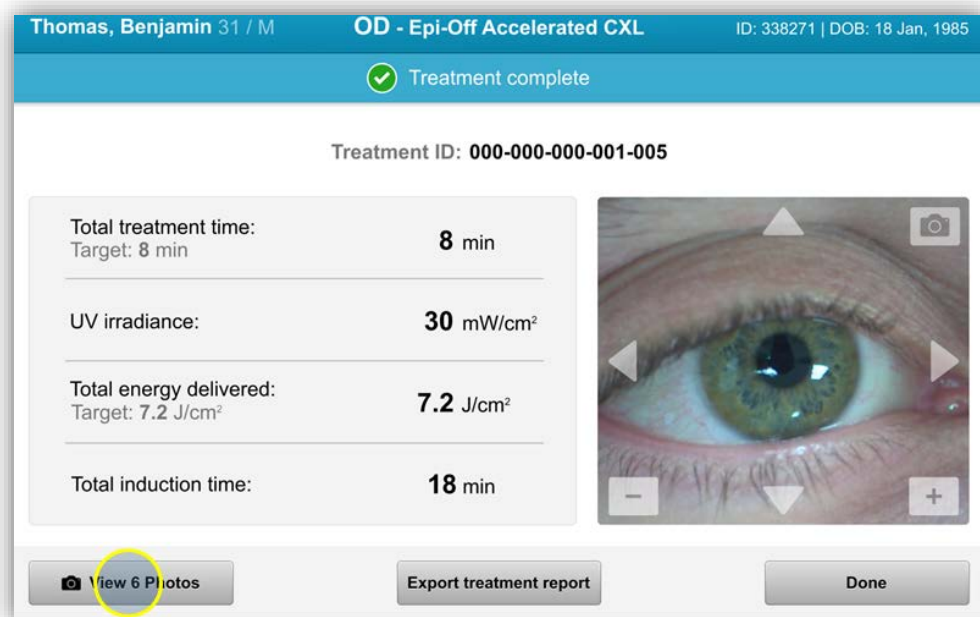 Thomas, Benjamin 31 / M OD - Epi-Off Accelerated CXL ID: 338271 | DOB: 18 Jan, 1985
Treatment complete
Treatment ID: 000-000-000-001-005
Total treatment time: 8 min
Target: 8 min
UV irradiance: 30 mW/cm²
Total energy delivered: 7.2 J/cm²
Target: 7.2 J/cm²
Total induction time: 18 min
View 6 Photos Export treatment report Done